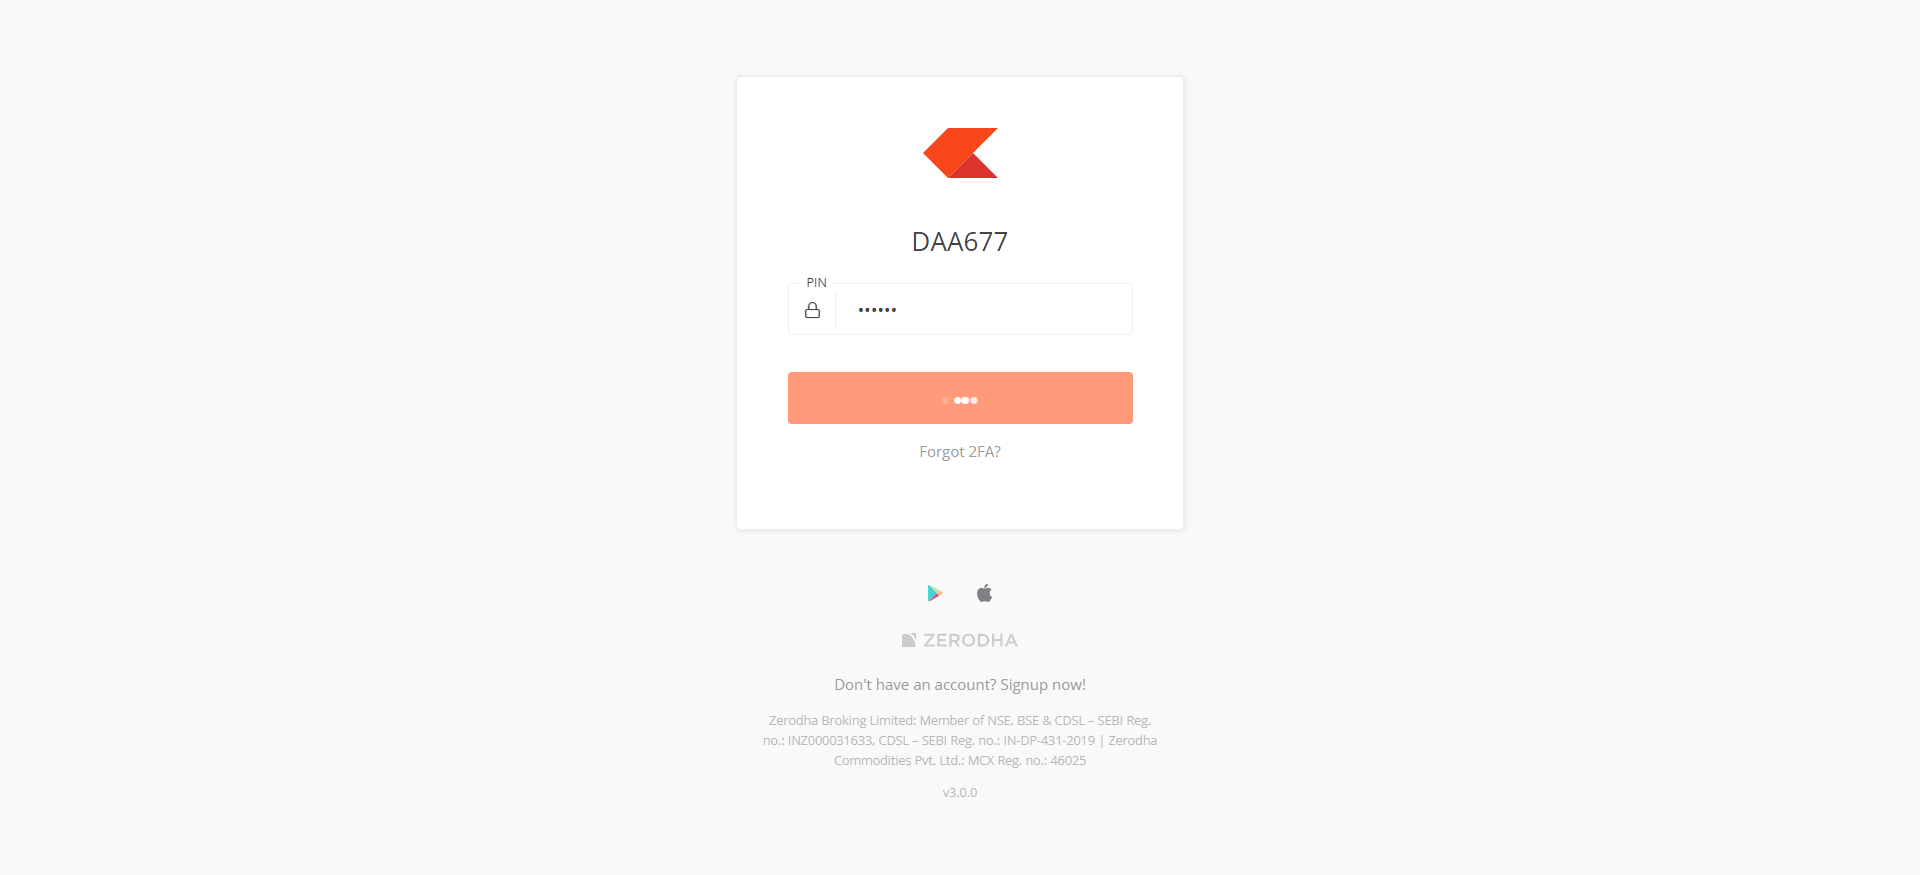 DAA677
PIN
••••••
Forgot 2FA?
ZERODHA
Don't have an account? Signup now!
Zerodha Broking Limited: Member of NSE, BSE & CDSL – SEBI Reg.
no.: INZ000031633, CDSL – SEBI Reg. no.: IN-DP-431-2019 | Zerodha
Commodities Pvt. Ltd.: MCX Reg. no.: 46025
v3.0.0